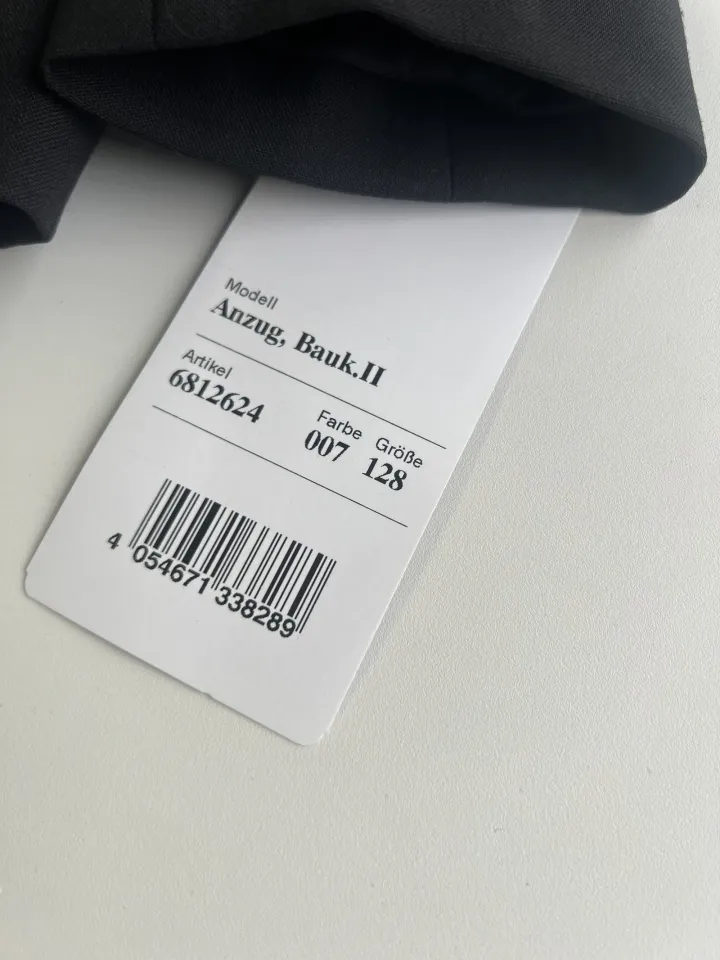 Modell
Anzug, Bauk.II
Artikel Farbe Größe
6812624 007 128
4 054671 338289